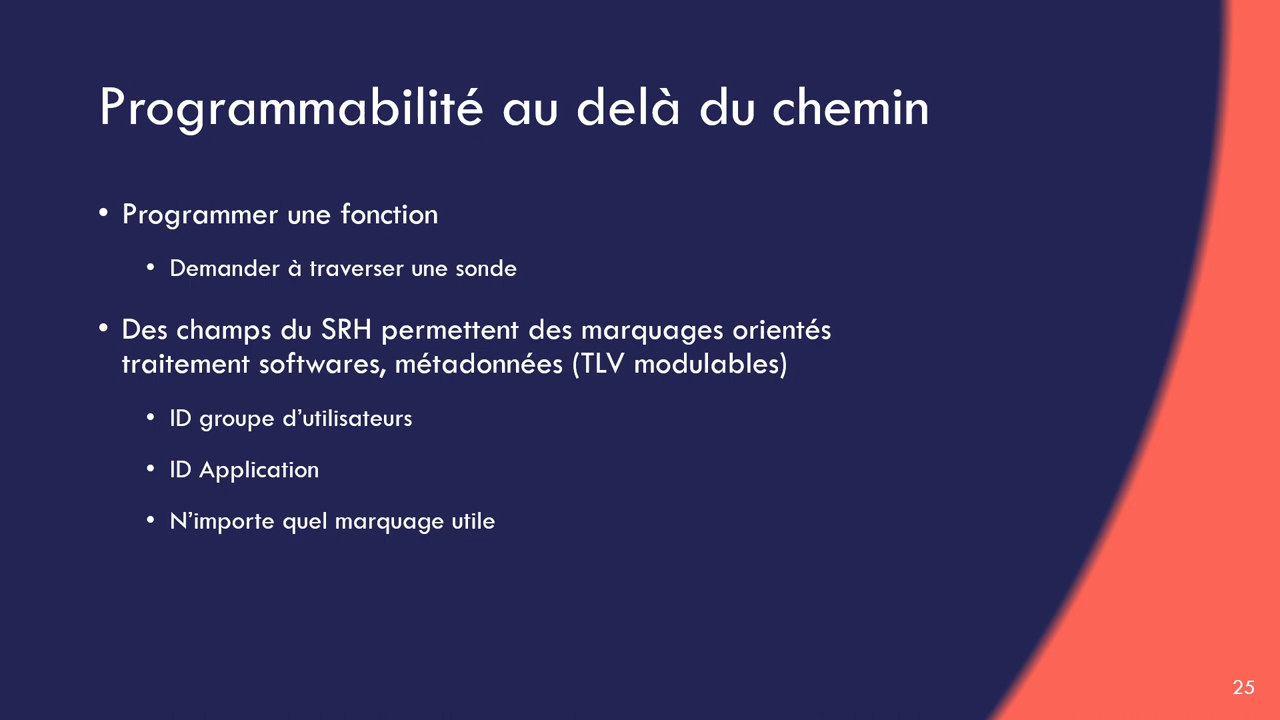 Programmabilité au delà du chemin
• Programmer une fonction
• Demander à traverser une sonde
• Des champs du SRH permettent des marquages orientés
traitement softwares, métadonnées (TLV modulables)
• ID groupe d’utilisateurs
• ID Application
• N’importe quel marquage utile
25